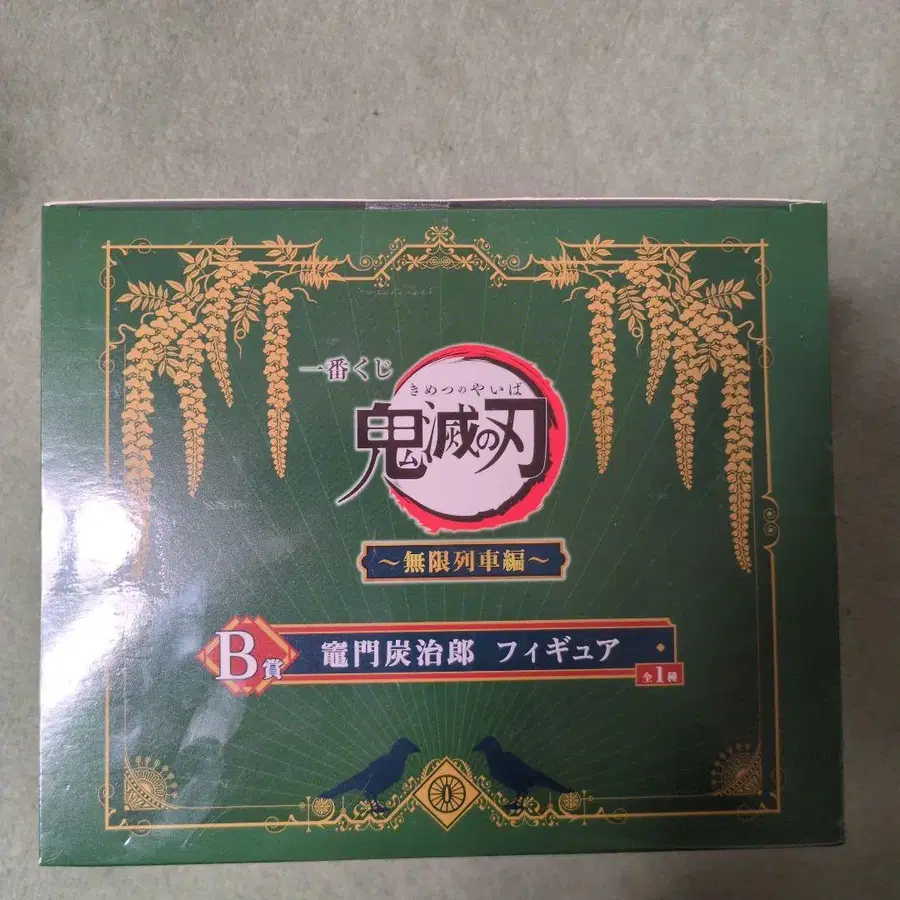 一番くじ
きめつのやいば
鬼滅の刃
～無限列車編～
B賞 竈門炭治郎 フィギュア
全1種